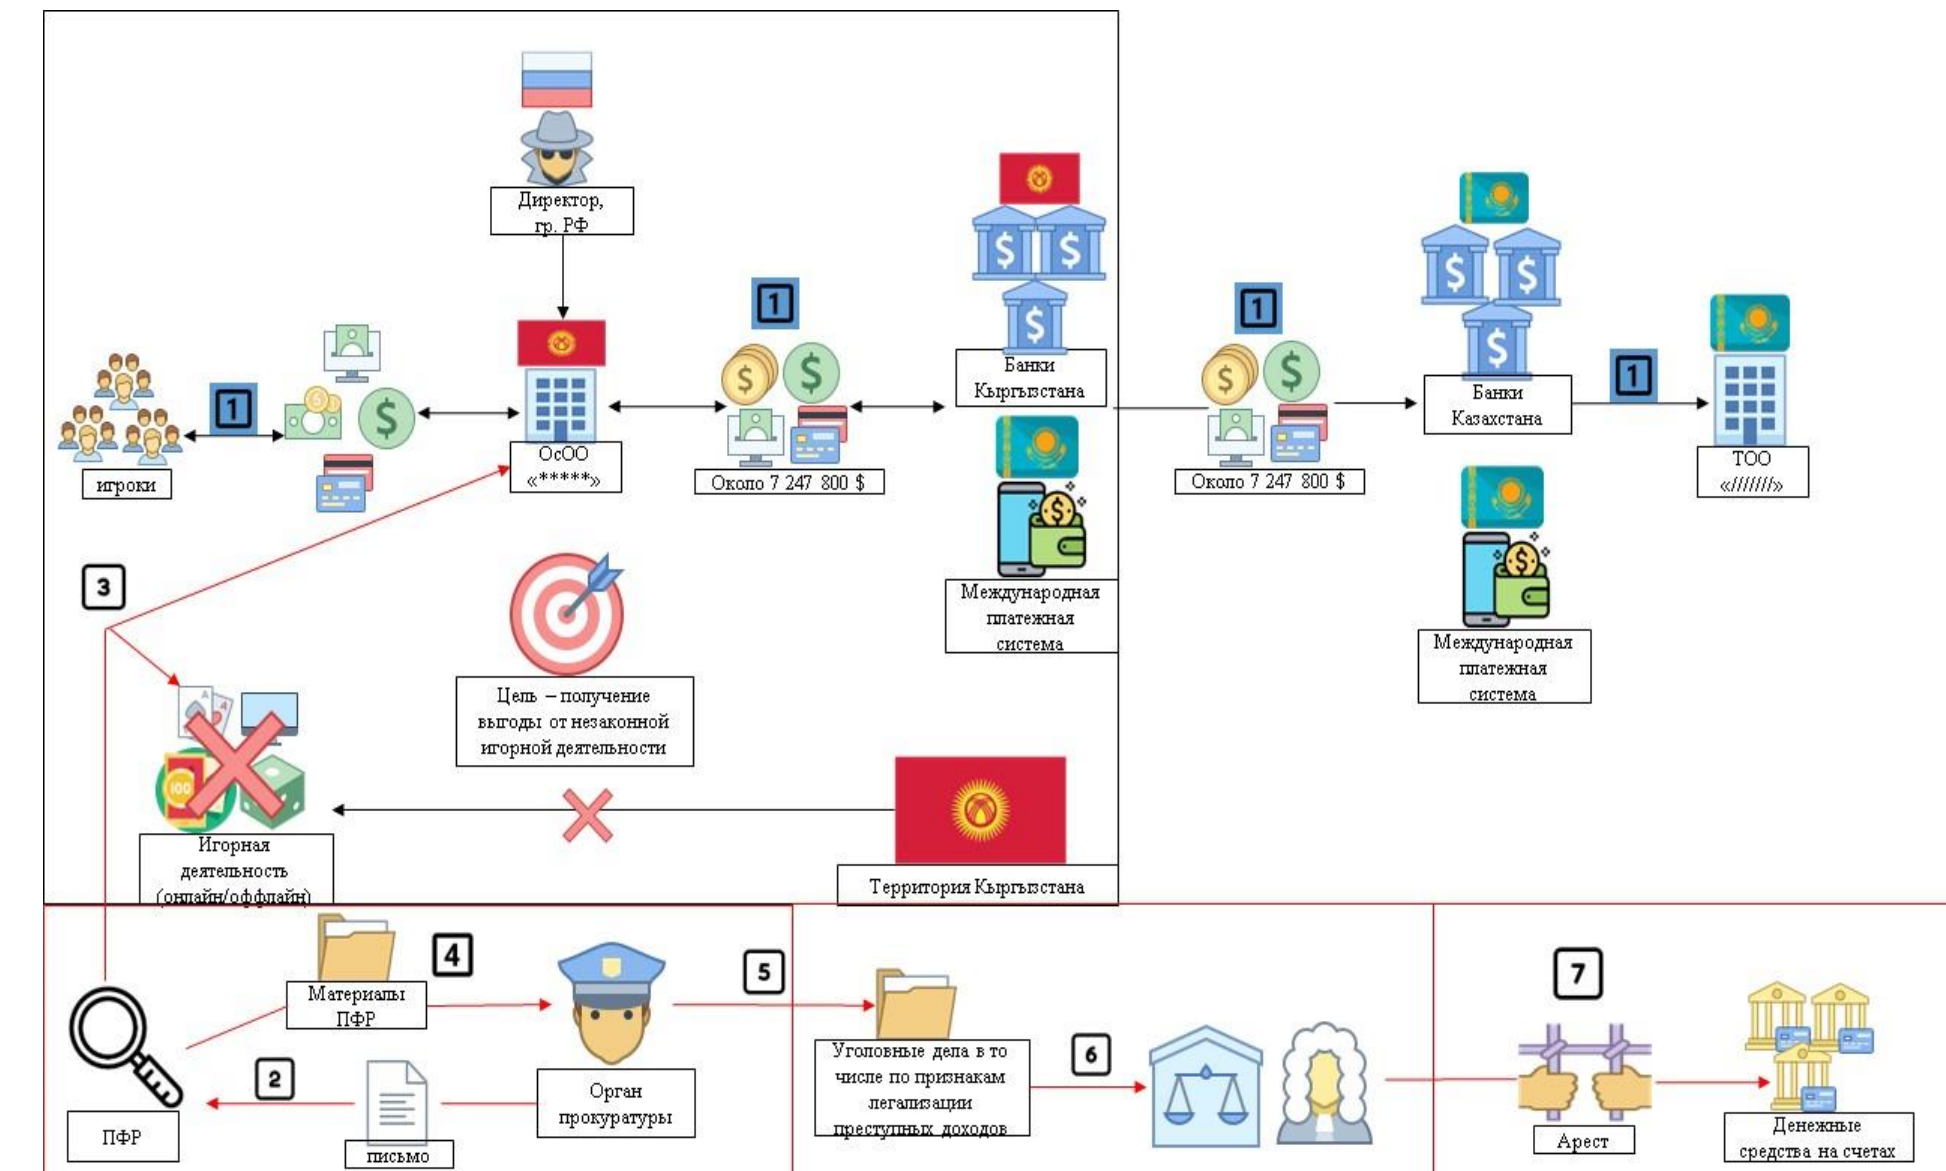 Директор,
гр. РФ
1
1
1
1
Банки
Кыргызстана
Банки
Казахстана
игроки
ОсОО
«*****»
Около 7 247 800 $
Около 7 247 800 $
ТОО
«///////»
3
Международная
платежная
система
Международная
платежная
система
Цель – получение
выгоды от незаконной
игорной деятельности
100
Игорная
деятельность
(онлайн/оффлайн)
Территория Кыргызстана
4
Материалы
ПФР
5
2
ПФР
письмо
Орган
прокуратуры
Уголовные дела в то
числе по признакам
легализации
преступных доходов
6
7
Арест
Денежные
средства на счетах